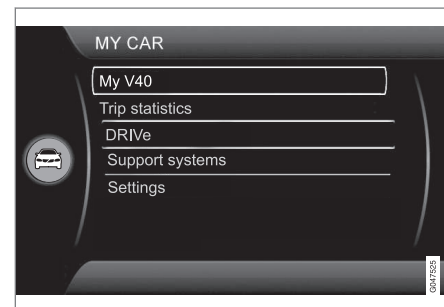 MY CAR
My V40
Trip statistics
DRIVe
Support systems
Settings
G047525